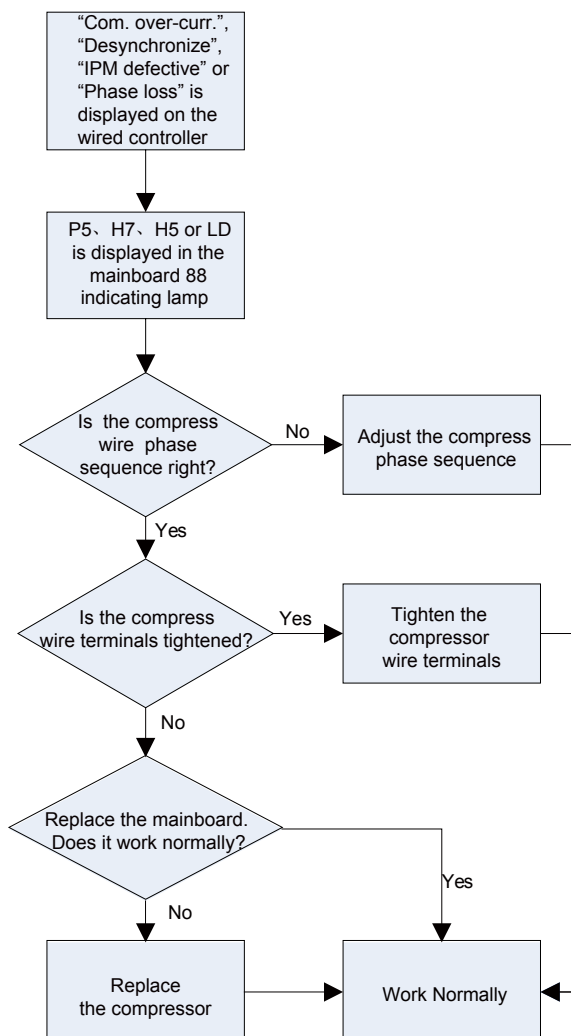 “Com. over-curr.”,
“Desynchronize”,
“IPM defective” or
“Phase loss” is
displayed on the
wired controller
P5、H7、H5 or LD
is displayed in the
mainboard 88
indicating lamp
Is the compress
wire phase
sequence right?
No
Adjust the compress
phase sequence
Yes
Is the compress
wire terminals tightened?
Yes
Tighten the
compressor
wire terminals
No
Replace the mainboard.
Does it work normally?
Yes
No
Replace
the compressor
Work Normally